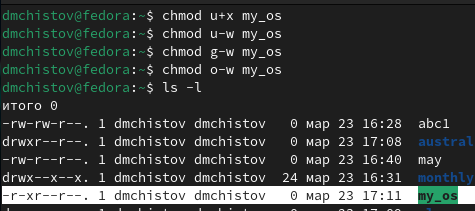 dmchistov@fedora:~$ chmod u+x my_os
dmchistov@fedora:~$ chmod u-w my_os
dmchistov@fedora:~$ chmod g-w my_os
dmchistov@fedora:~$ chmod o-w my_os
dmchistov@fedora:~$ ls -l
итого 0
-rw-rw-r--. 1 dmchistov dmchistov 0 мар 23 16:28 abc1
drwxr--r--. 1 dmchistov dmchistov 0 мар 23 17:08 austral
-rw-r--r--. 1 dmchistov dmchistov 0 мар 23 16:40 may
drwx--x--x. 1 dmchistov dmchistov 24 мар 23 16:31 monthly
-r-xr--r--. 1 dmchistov dmchistov 0 мар 23 17:11 my_os